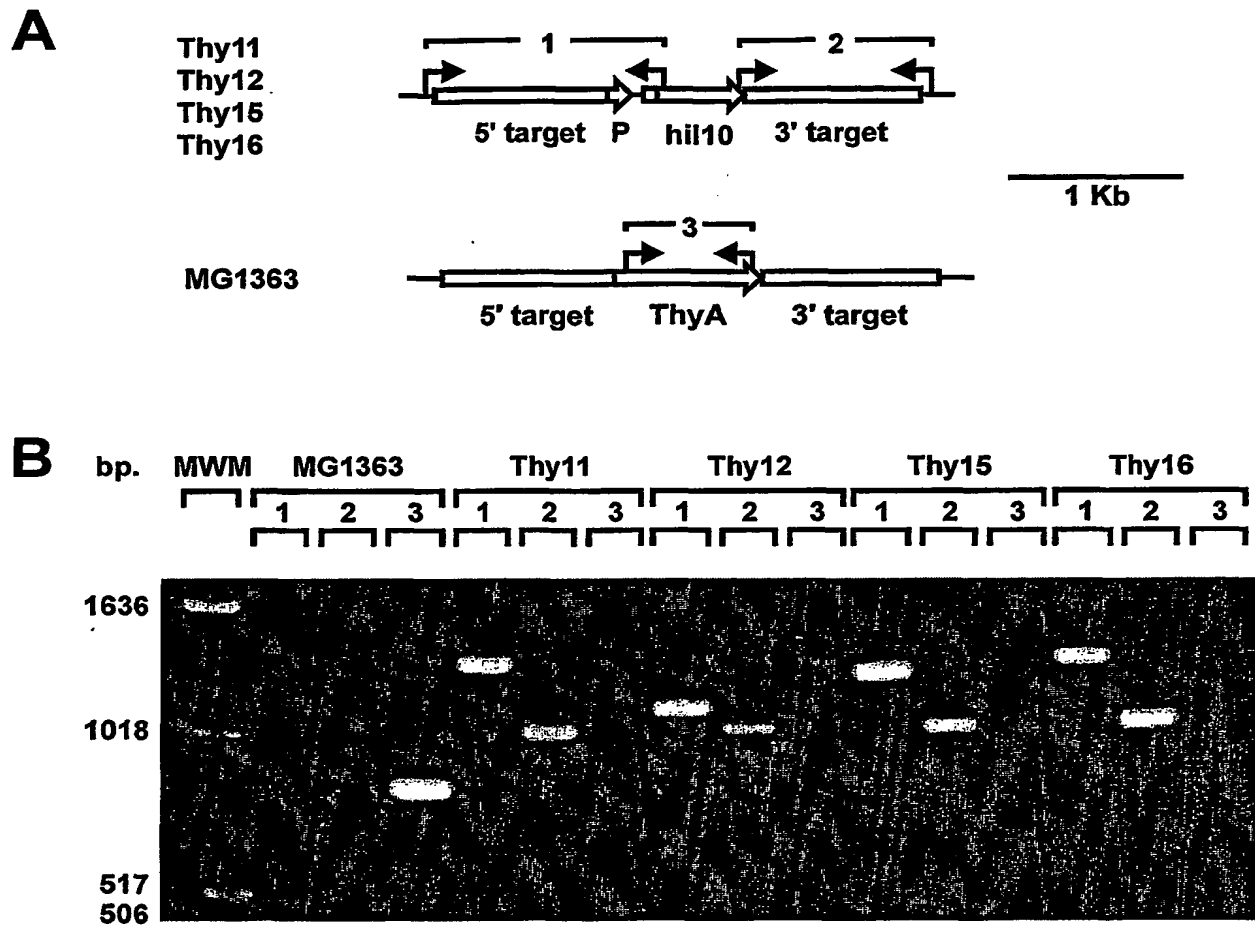 A
Thy11
Thy12
Thy15
Thy16
1 2
5' target P hil10 3' target
1 Kb
3
MG1363
5' target ThyA 3' target
B
bp. MWM MG1363 Thy11 Thy12 Thy15 Thy16
1 2 3 1 2 3 1 2 3 1 2 3 1 2 3
1636
1018
517
506